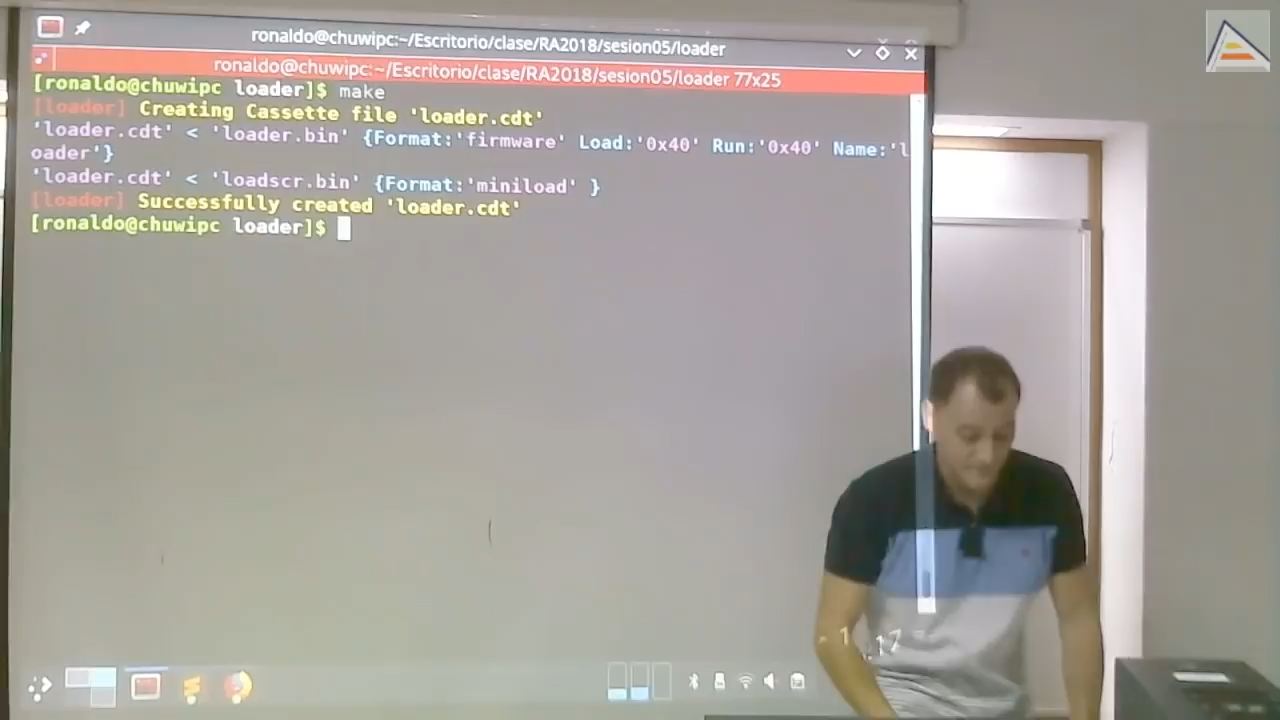 ronaldo@chuwipc:~/Escritorio/clase/RA2018/sesion05/loader
ronaldo@chuwipc:~/Escritorio/clase/RA2018/sesion05/loader 77x25
[ronaldo@chuwipc loader]$ make
[loader] Creating Cassette file 'loader.cdt'
'loader.cdt' < 'loader.bin' {Format:'firmware' Load:'0x40' Run:'0x40' Name:'l
oader'}
'loader.cdt' < 'loadscr.bin' {Format:'miniload' }
[loader] Successfully created 'loader.cdt'
[ronaldo@chuwipc loader]$